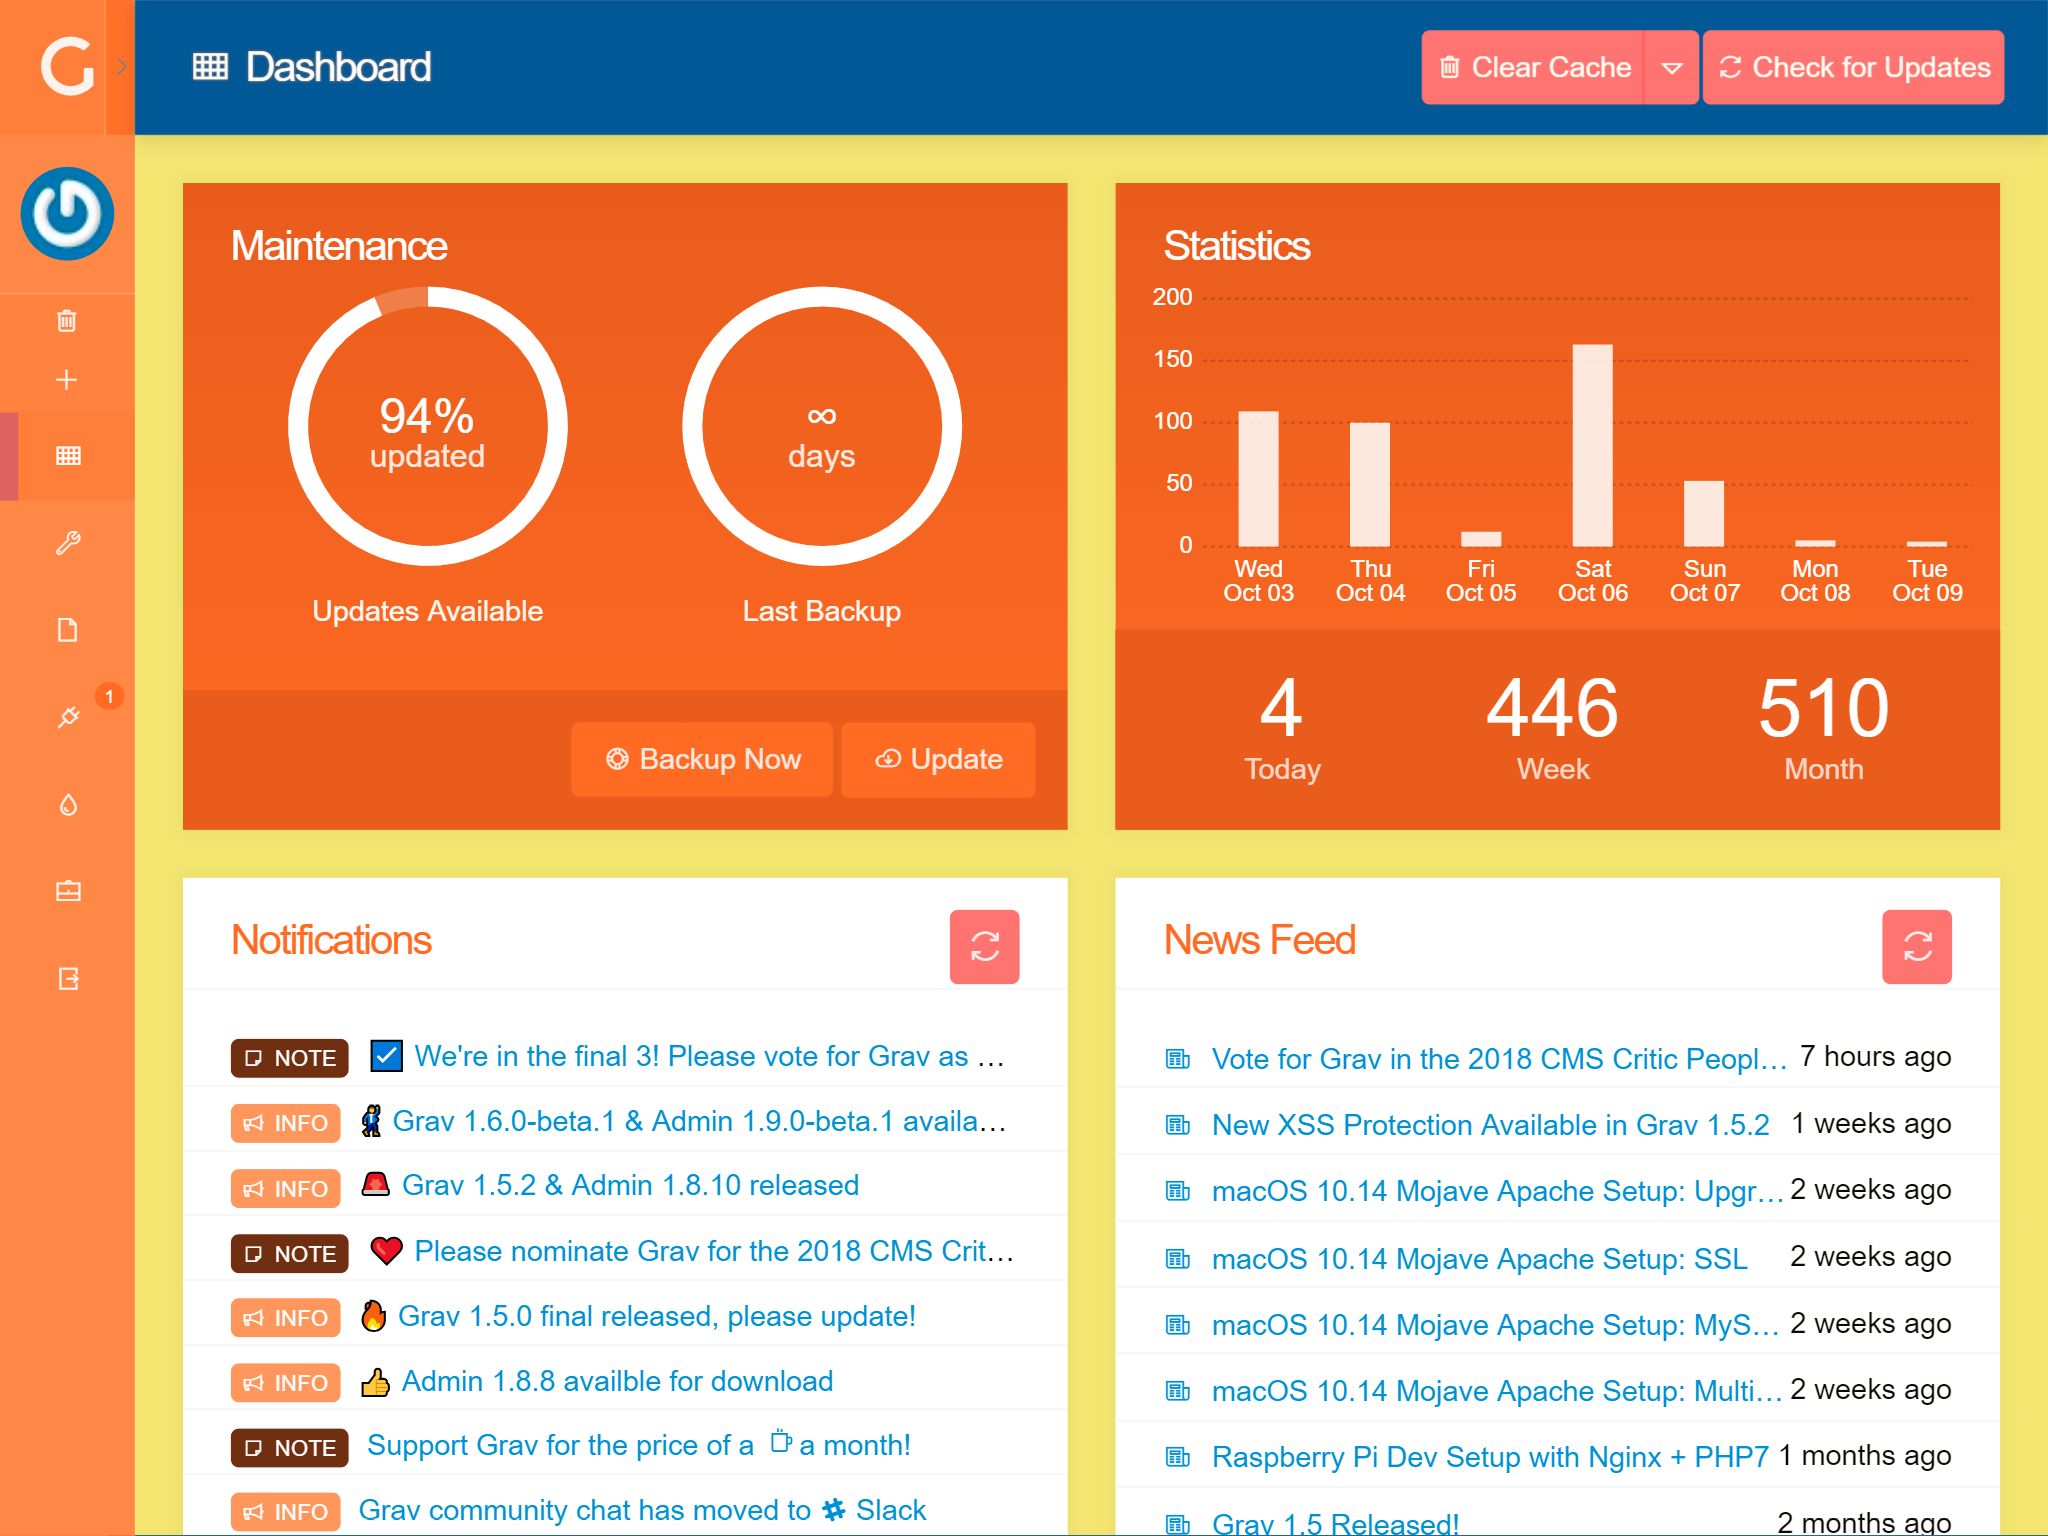 Dashboard
Clear Cache
Check for Updates
Maintenance
94%
updated
∞
days
Updates Available
Last Backup
Backup Now
Update
Statistics
200
150
100
50
0
Wed Thu Fri Sat Sun Mon Tue
Oct 03 Oct 04 Oct 05 Oct 06 Oct 07 Oct 08 Oct 09
4 446 510
Today Week Month
1
Notifications
NOTE We're in the final 3! Please vote for Grav as …
INFO Grav 1.6.0-beta.1 & Admin 1.9.0-beta.1 availa…
INFO Grav 1.5.2 & Admin 1.8.10 released
NOTE Please nominate Grav for the 2018 CMS Crit…
INFO Grav 1.5.0 final released, please update!
INFO Admin 1.8.8 availble for download
NOTE Support Grav for the price of a a month!
INFO Grav community chat has moved to Slack
News Feed
Vote for Grav in the 2018 CMS Critic Peopl… 7 hours ago
New XSS Protection Available in Grav 1.5.2 1 weeks ago
macOS 10.14 Mojave Apache Setup: Upgr… 2 weeks ago
macOS 10.14 Mojave Apache Setup: SSL 2 weeks ago
macOS 10.14 Mojave Apache Setup: MyS… 2 weeks ago
macOS 10.14 Mojave Apache Setup: Multi… 2 weeks ago
Raspberry Pi Dev Setup with Nginx + PHP7 1 months ago
Grav 1.5 Released! 2 months ago